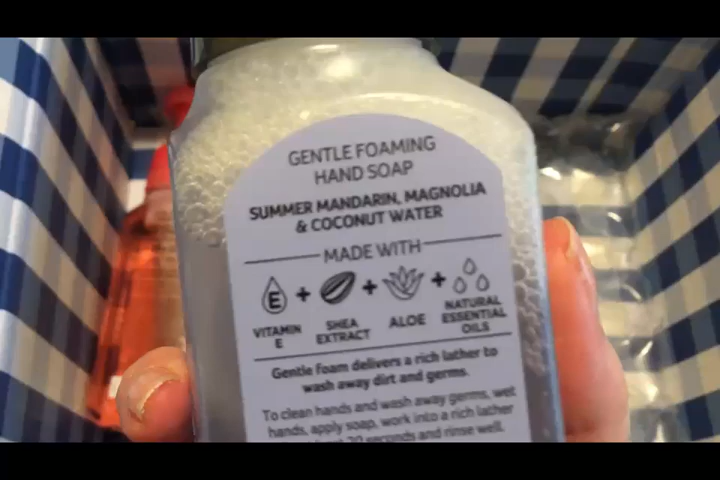 GENTLE FOAMING
HAND SOAP
SUMMER MANDARIN, MAGNOLIA
& COCONUT WATER
MADE WITH
E + + +
VITAMIN
E
SHEA
EXTRACT
ALOE
NATURAL
ESSENTIAL
OILS
Gentle foam delivers a rich lather to
wash away dirt and germs.
To clean hands and wash away germs, wet
hands, apply soap, work into a rich lather
20 seconds and rinse well.